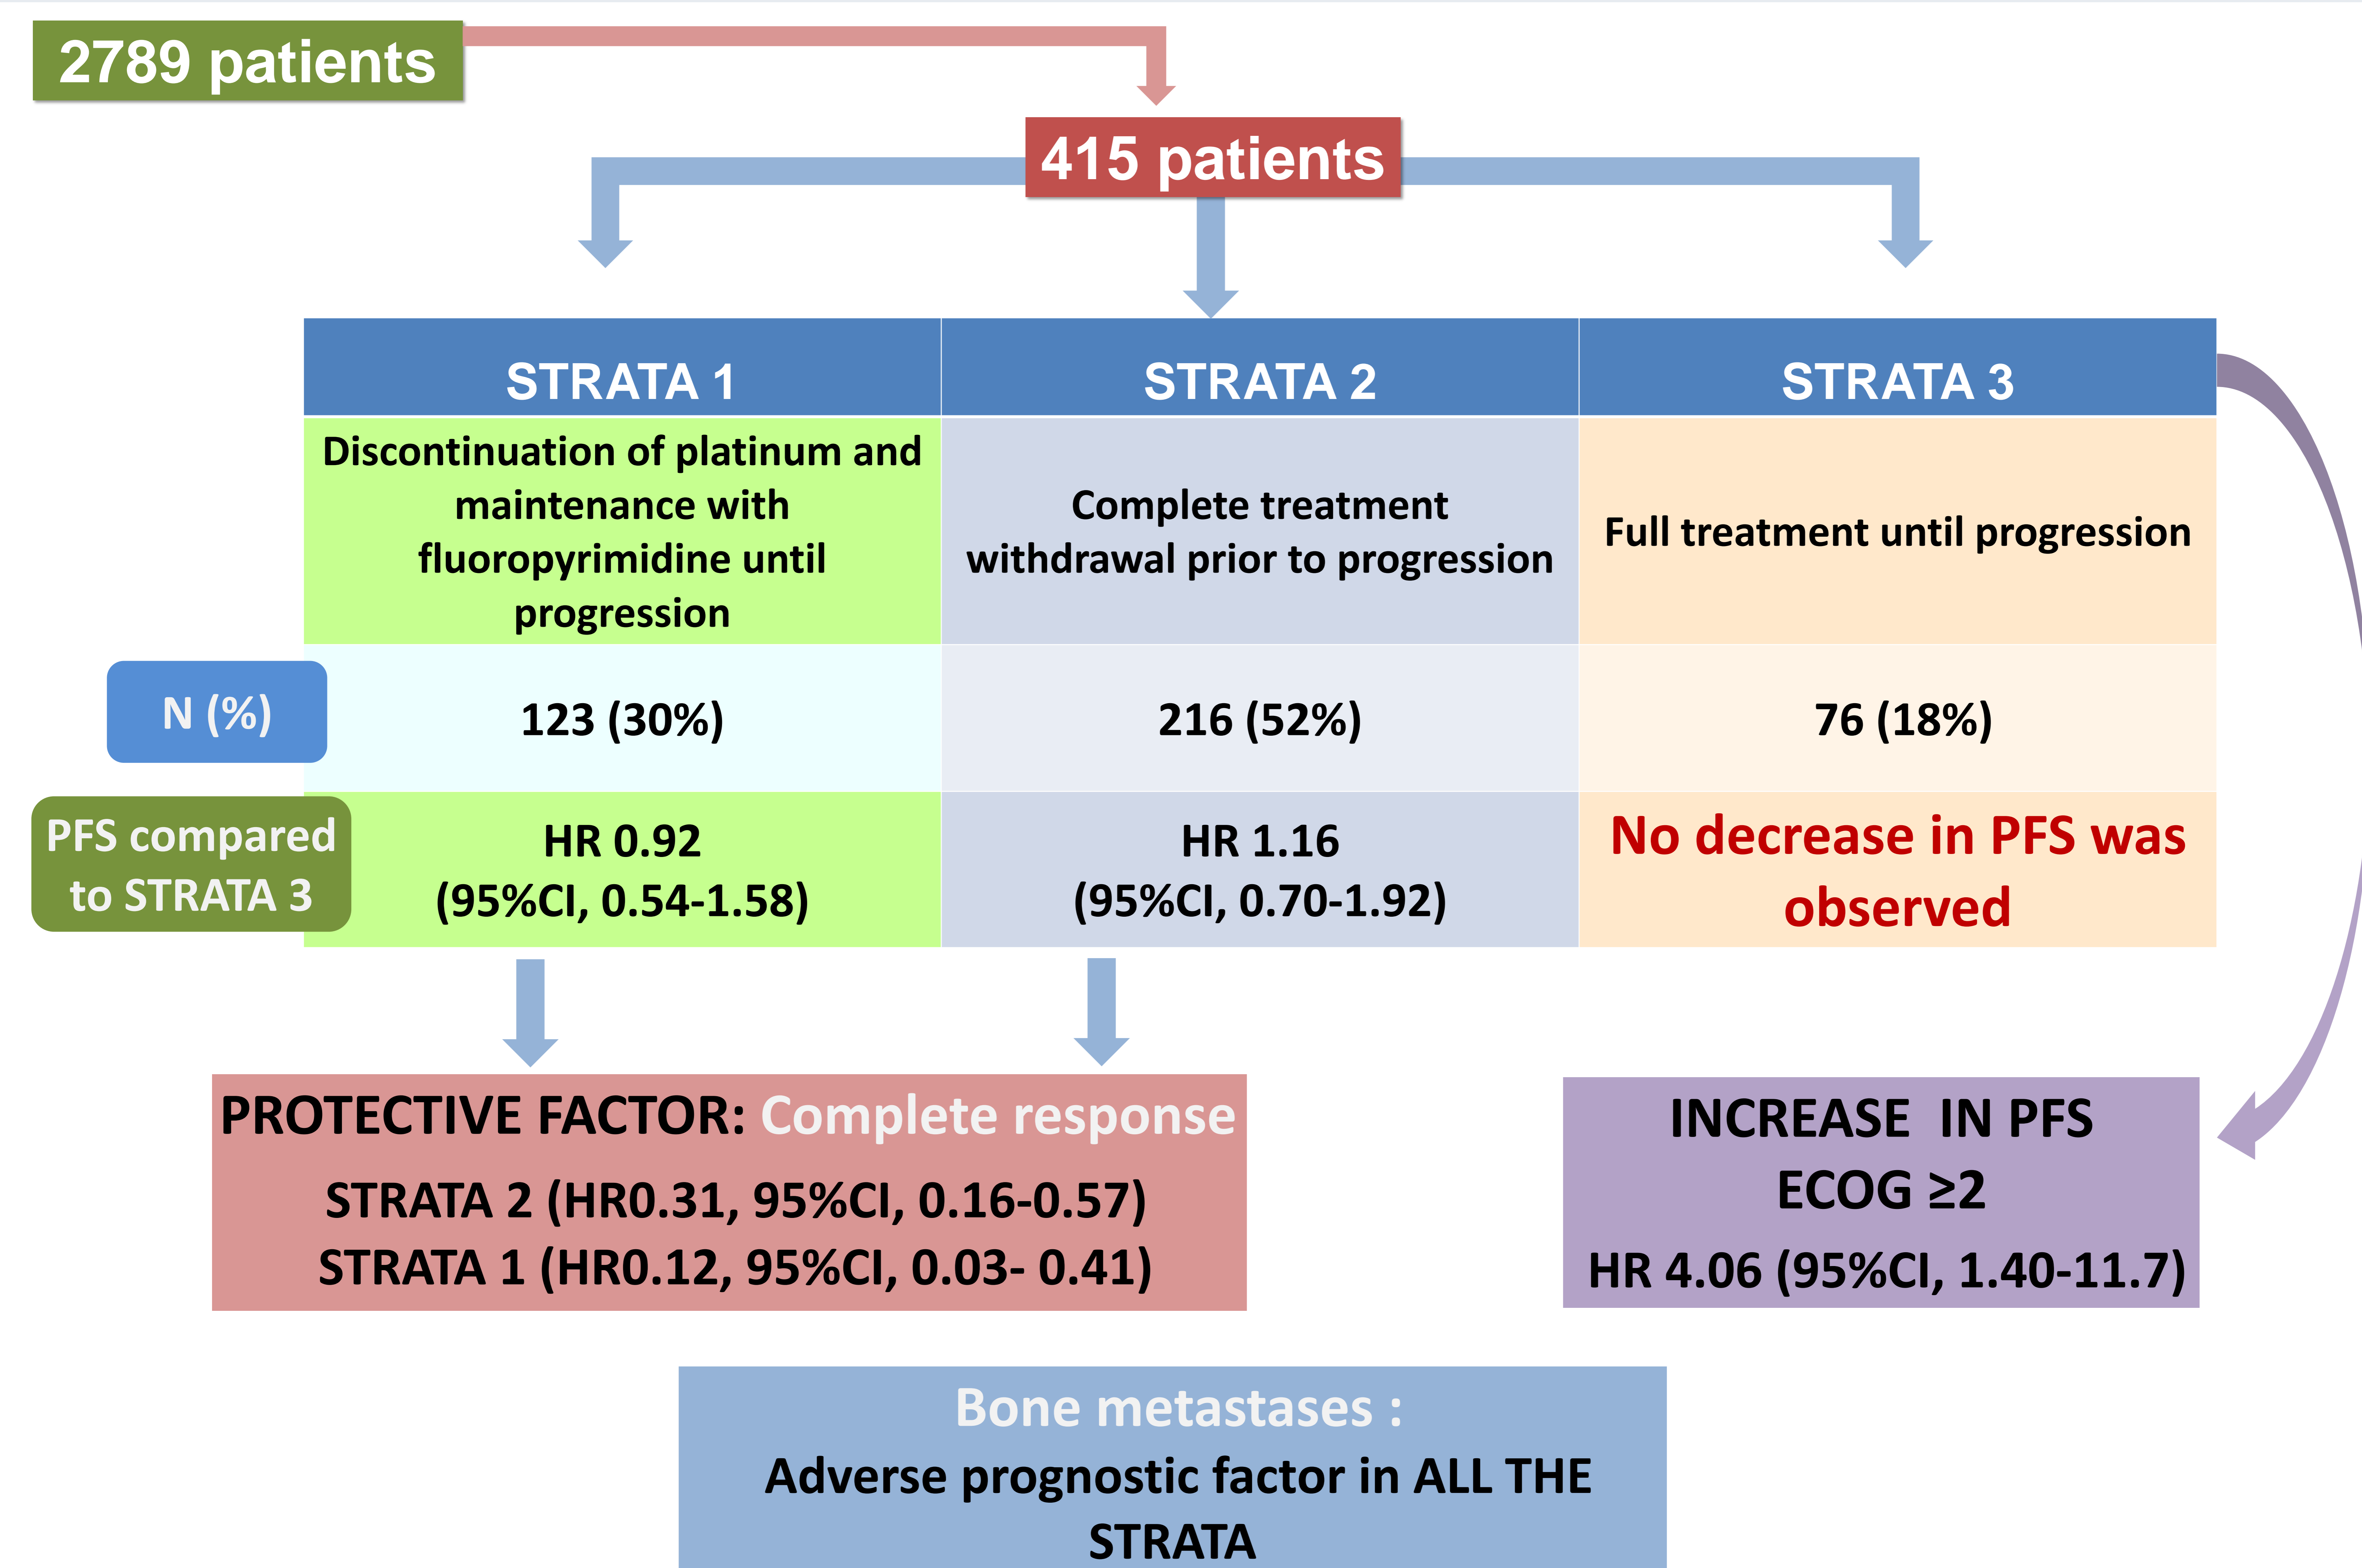 2789 patients
415 patients
STRATA 1
STRATA 2
STRATA 3
Discontinuation of platinum and
maintenance with
fluoropyrimidine until
progression
Complete treatment
withdrawal prior to progression
Full treatment until progression
N (%)
123 (30%)
216 (52%)
76 (18%)
PFS compared
to STRATA 3
HR 0.92
(95%CI, 0.54-1.58)
HR 1.16
(95%CI, 0.70-1.92)
No decrease in PFS was
observed
PROTECTIVE FACTOR: Complete response
STRATA 2 (HR0.31, 95%CI, 0.16-0.57)
STRATA 1 (HR0.12, 95%CI, 0.03- 0.41)
INCREASE  IN PFS
ECOG ≥2
HR 4.06 (95%CI, 1.40-11.7)
Bone metastases :
Adverse prognostic factor in ALL THE
STRATA